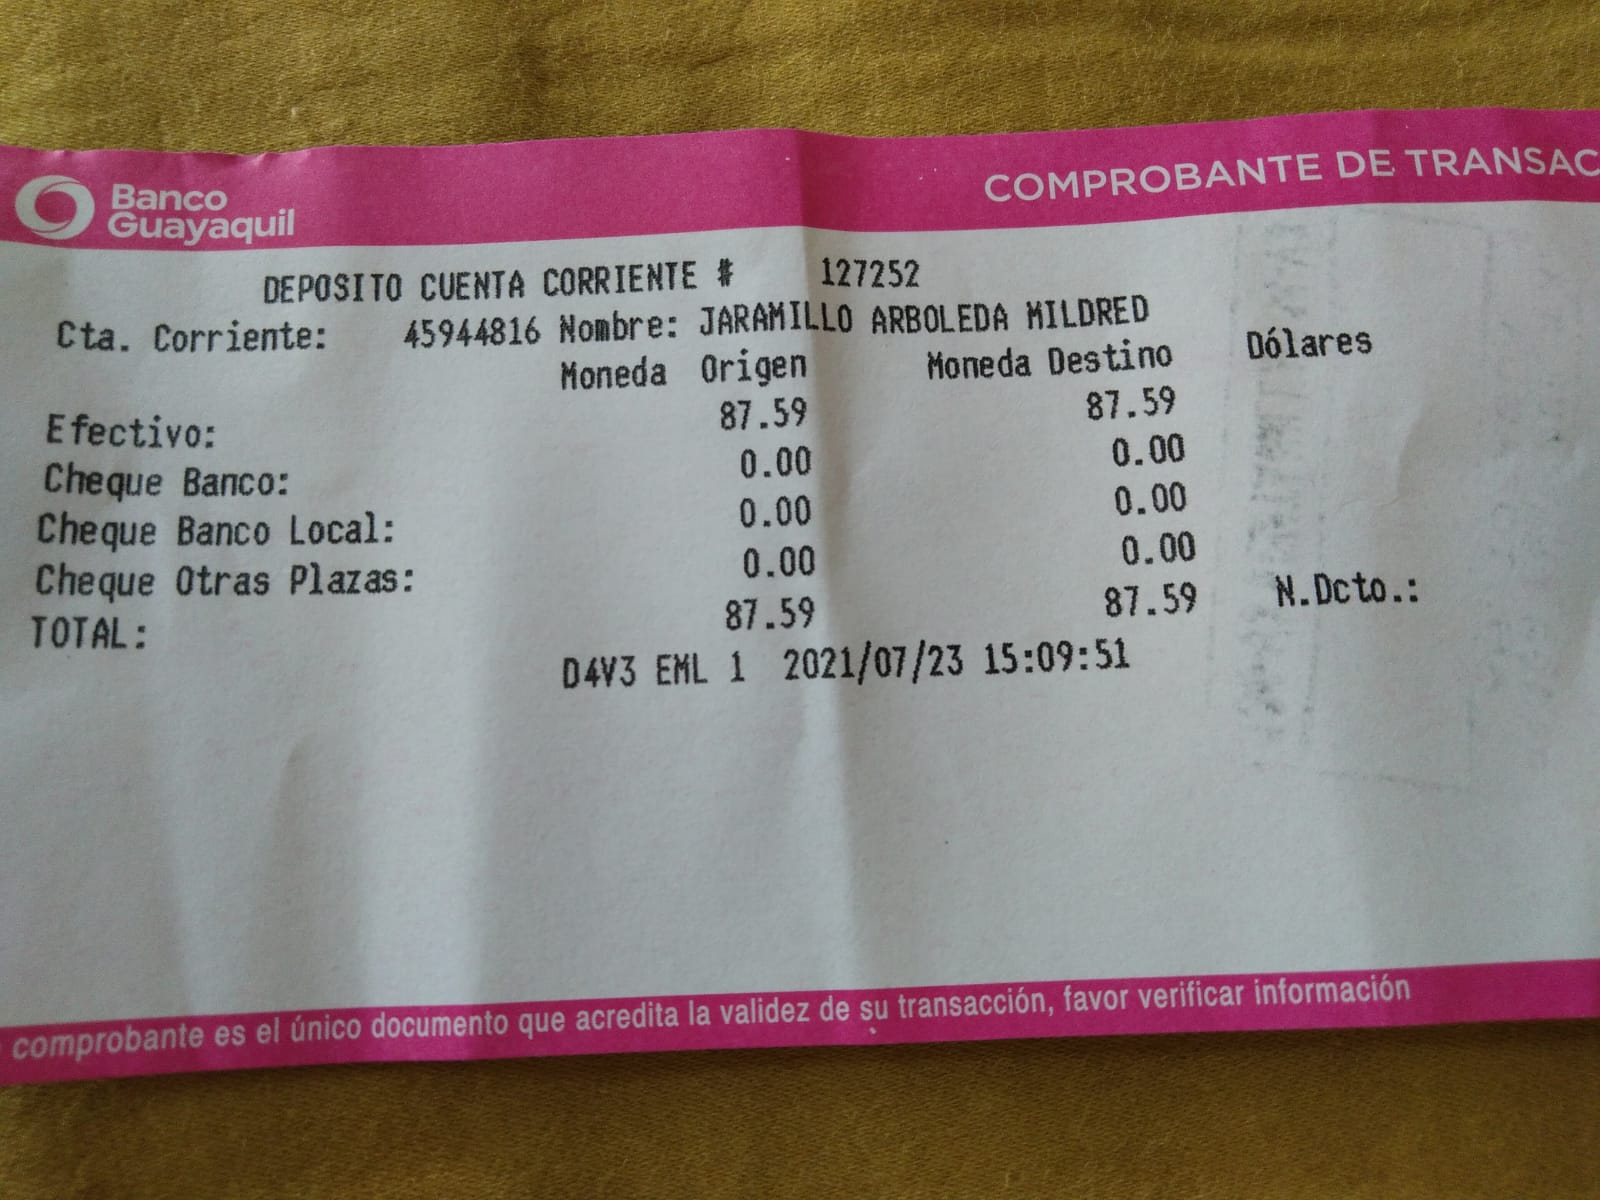 Banco
Guayaquil
COMPROBANTE DE TRANSAC
DEPOSITO CUENTA CORRIENTE # 127252
Cta. Corriente: 45944816 Nombre: JARAMILLO ARBOLEDA MILDRED
Moneda Origen Moneda Destino Dólares
Efectivo: 87.59 87.59
Cheque Banco: 0.00 0.00
Cheque Banco Local: 0.00 0.00
Cheque Otras Plazas: 0.00 0.00
TOTAL: 87.59 87.59 N.Dcto.:
D4V3 EML 1 2021/07/23 15:09:51
comprobante es el único documento que acredita la validez de su transacción, favor verificar información